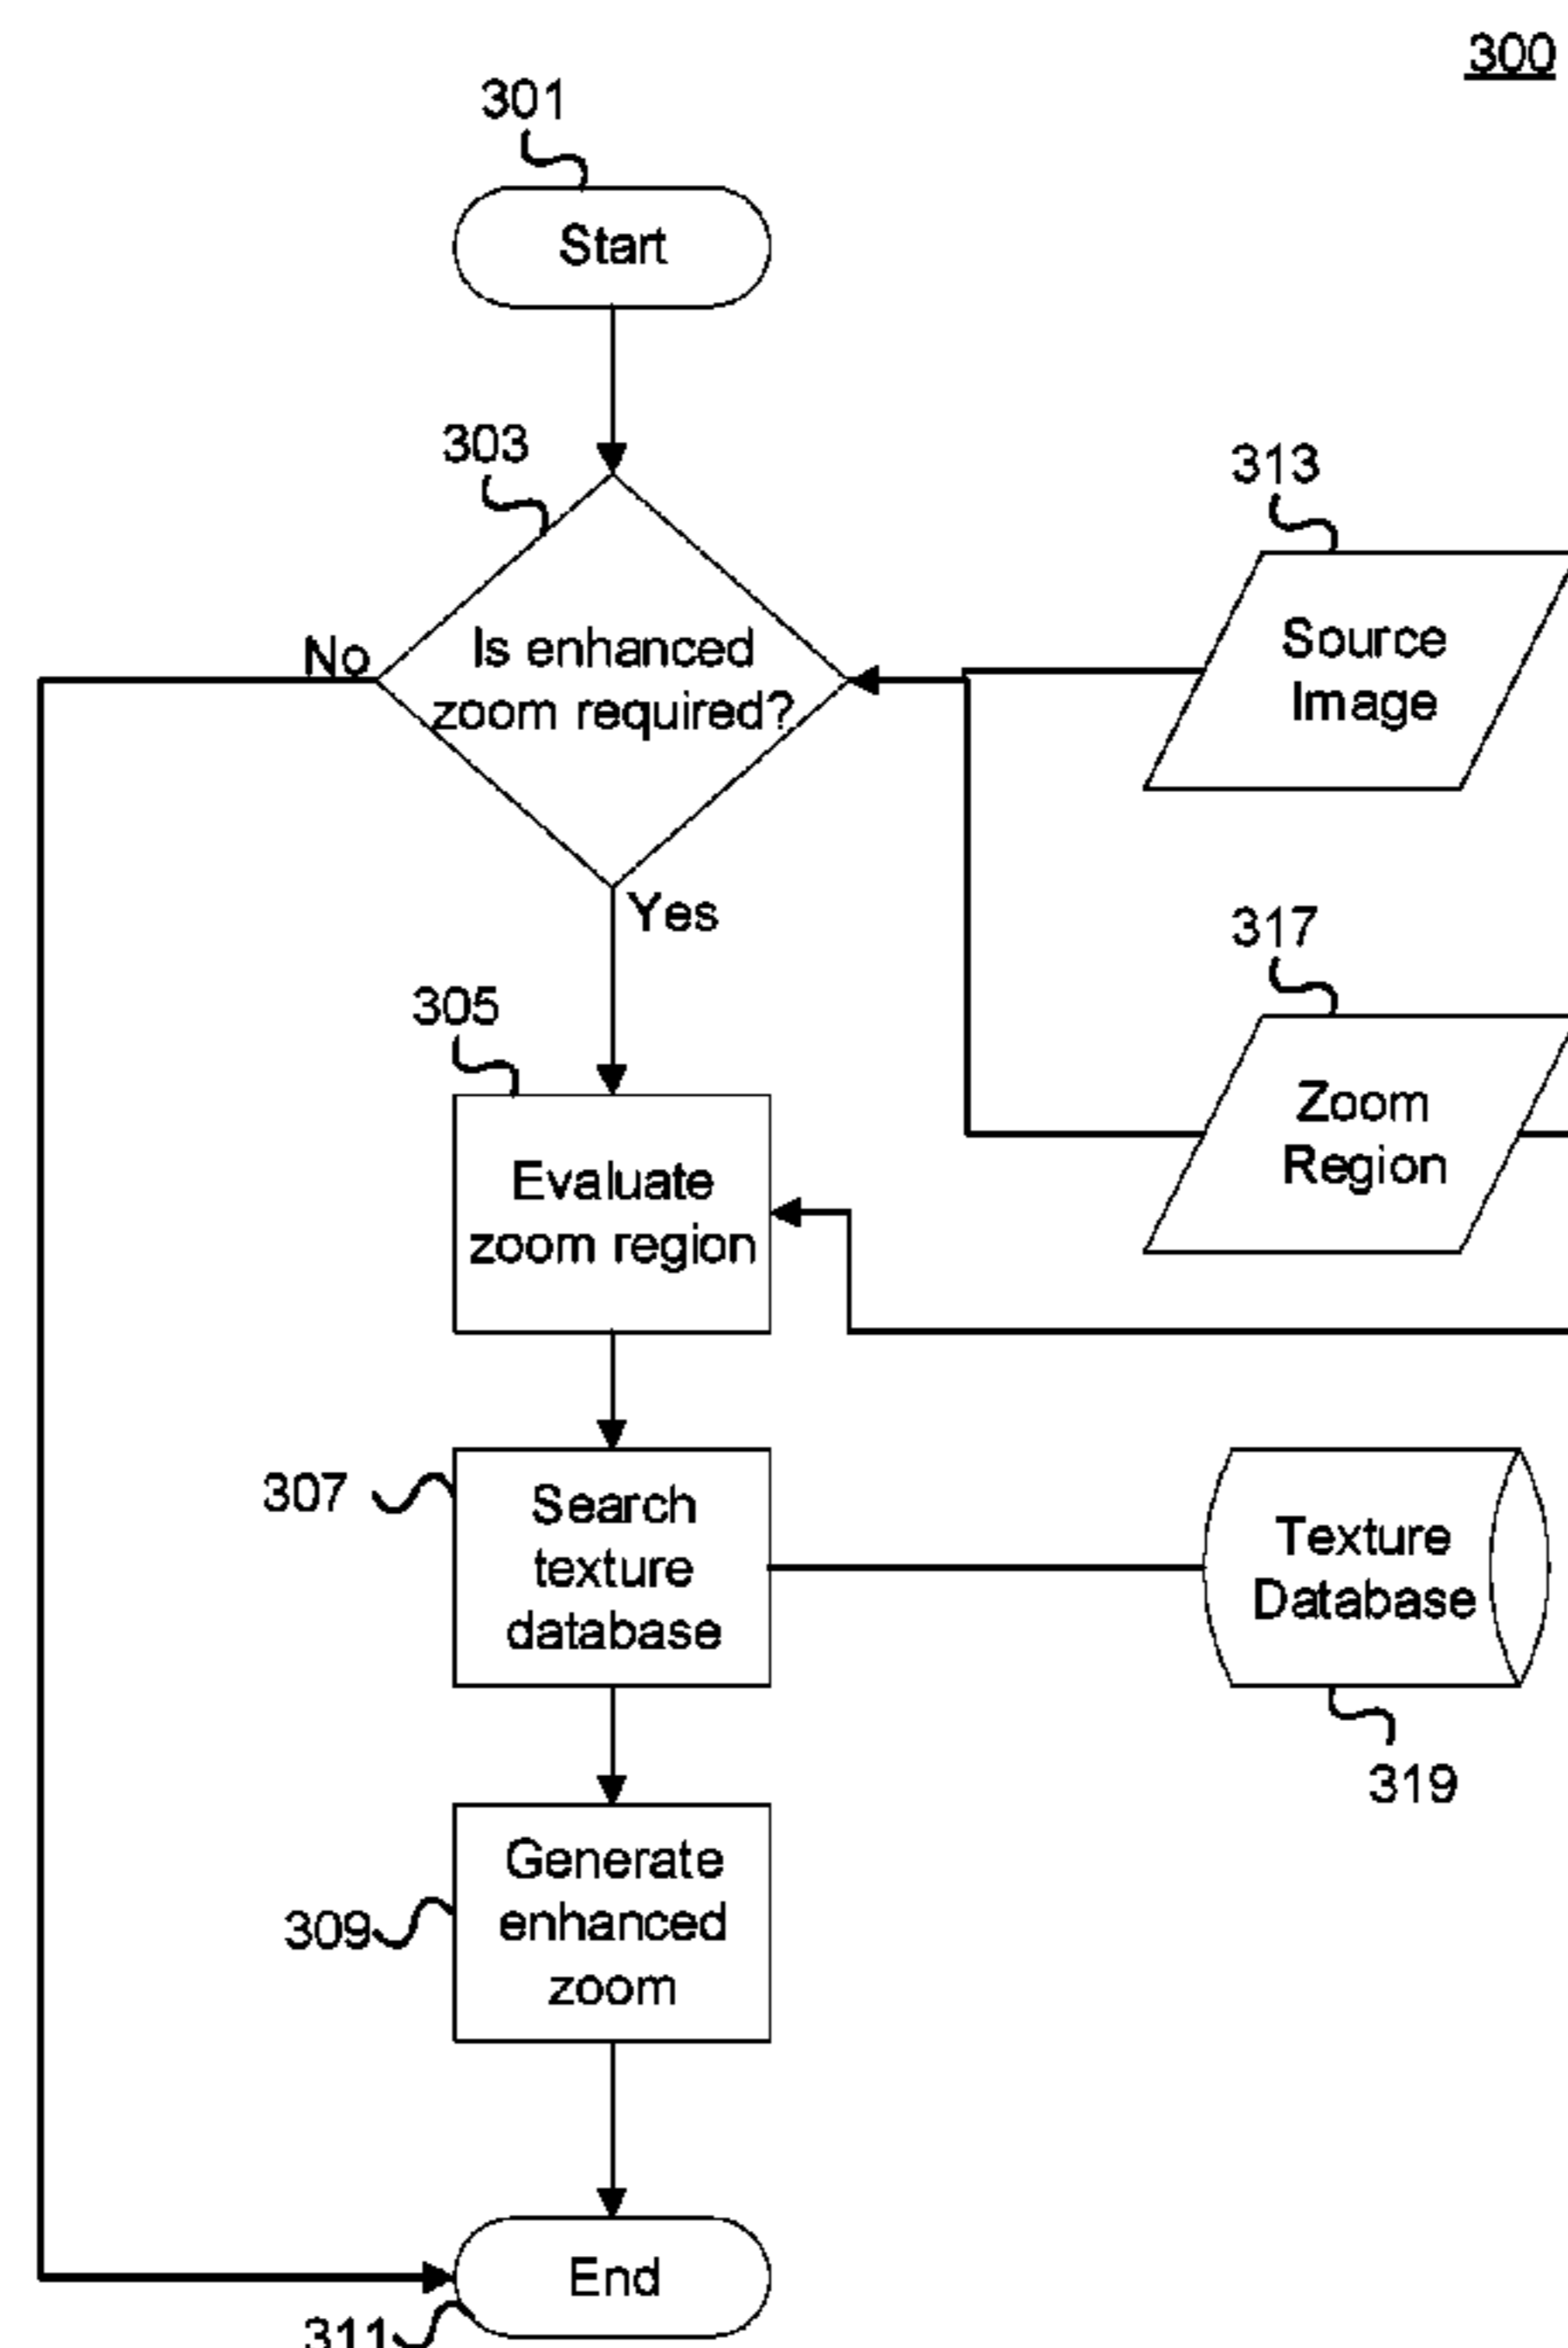 300
301
Start
303
313
Is enhanced
zoom required?
No
Source
Image
Yes
317
305
Zoom
Region
Evaluate
zoom region
307
Search
texture
database
Texture
Database
319
309
Generate
enhanced
zoom
End
311